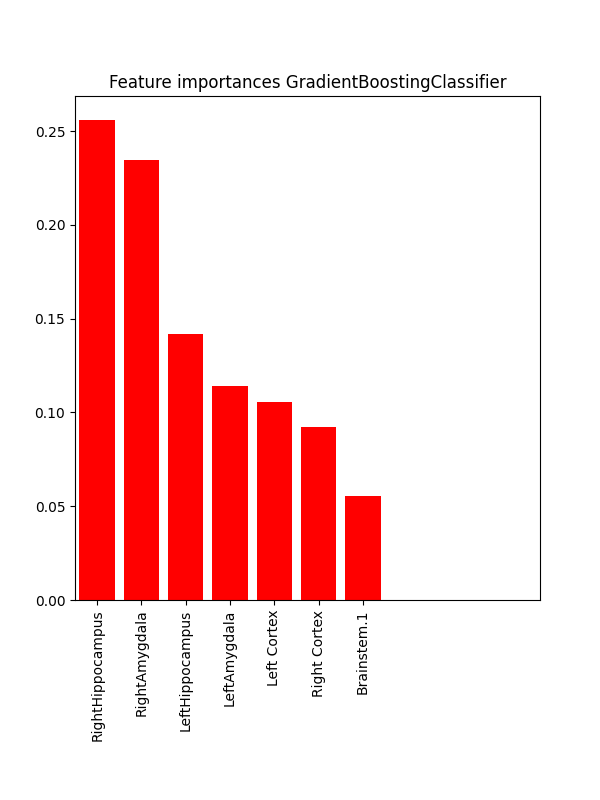 Feature importances GradientBoostingClassifier
0.25
0.20
0.15
0.10
0.05
0.00
RightHippocampus
RightAmygdala
LeftHippocampus
LeftAmygdala
Left Cortex
Right Cortex
Brainstem.1